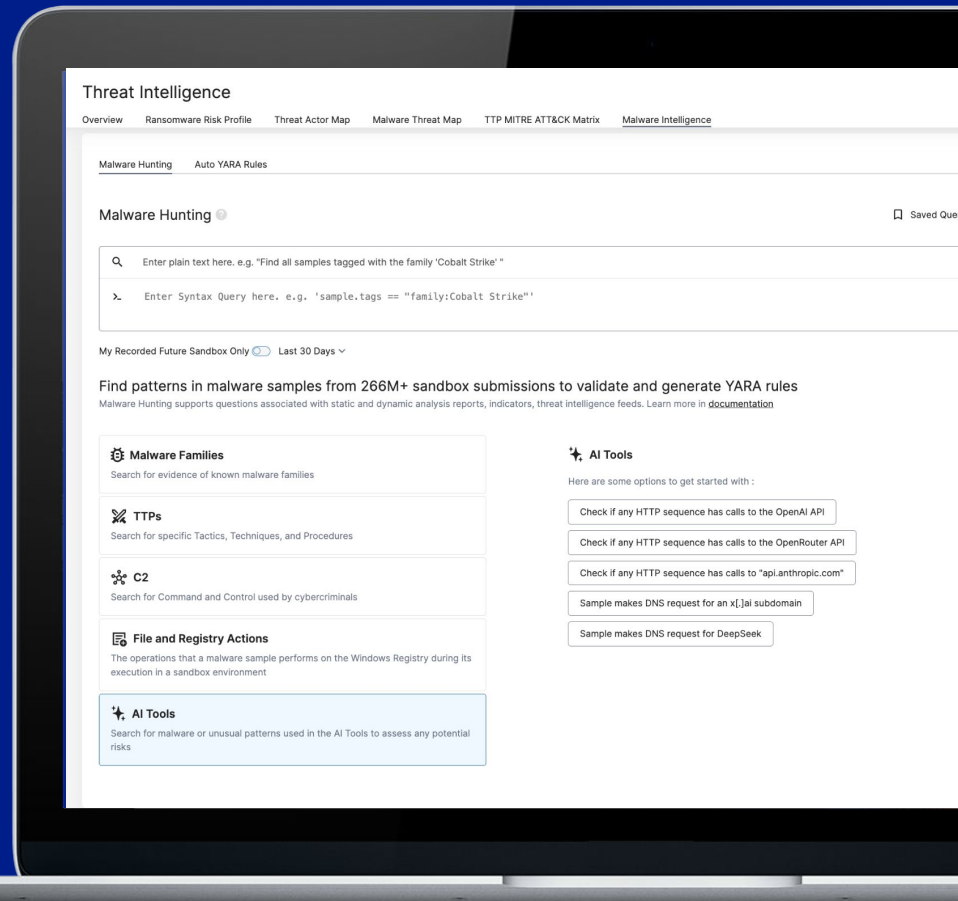 Threat Intelligence
Overview Ransomware Risk Profile Threat Actor Map Malware Threat Map TTP MITRE ATT&CK Matrix Malware Intelligence
Malware Hunting Auto YARA Rules
Malware Hunting
Saved Que
Enter plain text here. e.g. "Find all samples tagged with the family 'Cobalt Strike' "
>_ Enter Syntax Query here. e.g. 'sample.tags == "family:Cobalt Strike"'
My Recorded Future Sandbox Only Last 30 Days
Find patterns in malware samples from 266M+ sandbox submissions to validate and generate YARA rules
Malware Hunting supports questions associated with static and dynamic analysis reports, indicators, threat intelligence feeds. Learn more in documentation
Malware Families
Search for evidence of known malware families
TTPs
Search for specific Tactics, Techniques, and Procedures
C2
Search for Command and Control used by cybercriminals
File and Registry Actions
The operations that a malware sample performs on the Windows Registry during its
execution in a sandbox environment
AI Tools
Search for malware or unusual patterns used in the AI Tools to assess any potential
risks
AI Tools
Here are some options to get started with :
Check if any HTTP sequence has calls to the OpenAI API
Check if any HTTP sequence has calls to the OpenRouter API
Check if any HTTP sequence has calls to "api.anthropic.com"
Sample makes DNS request for an x[.]ai subdomain
Sample makes DNS request for DeepSeek